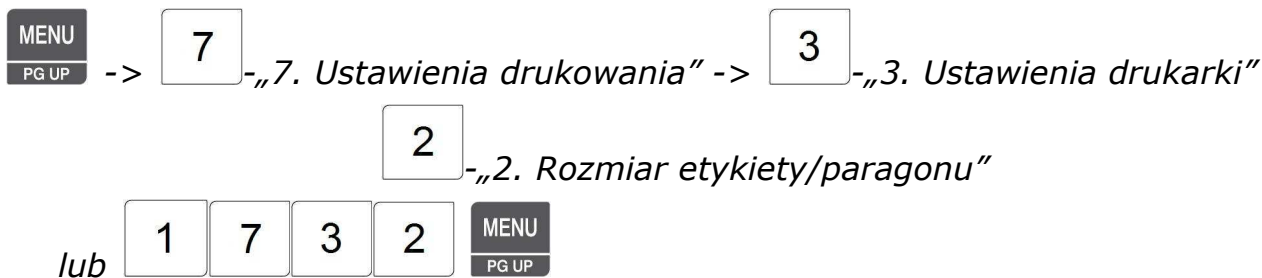 MENU
PG UP -> 7 -„7. Ustawienia drukowania” -> 3 -„3. Ustawienia drukarki”
2 -„2. Rozmiar etykiety/paragonu”
lub 1 7 3 2 MENU
PG UP